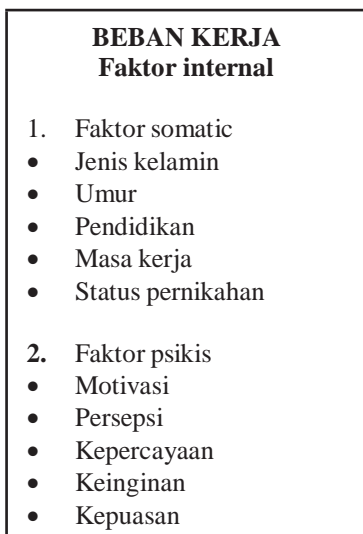 BEBAN KERJA
Faktor internal
1. Faktor somatic
• Jenis kelamin
• Umur
• Pendidikan
• Masa kerja
• Status pernikahan
2. Faktor psikis
• Motivasi
• Persepsi
• Kepercayaan
• Keinginan
• Kepuasan